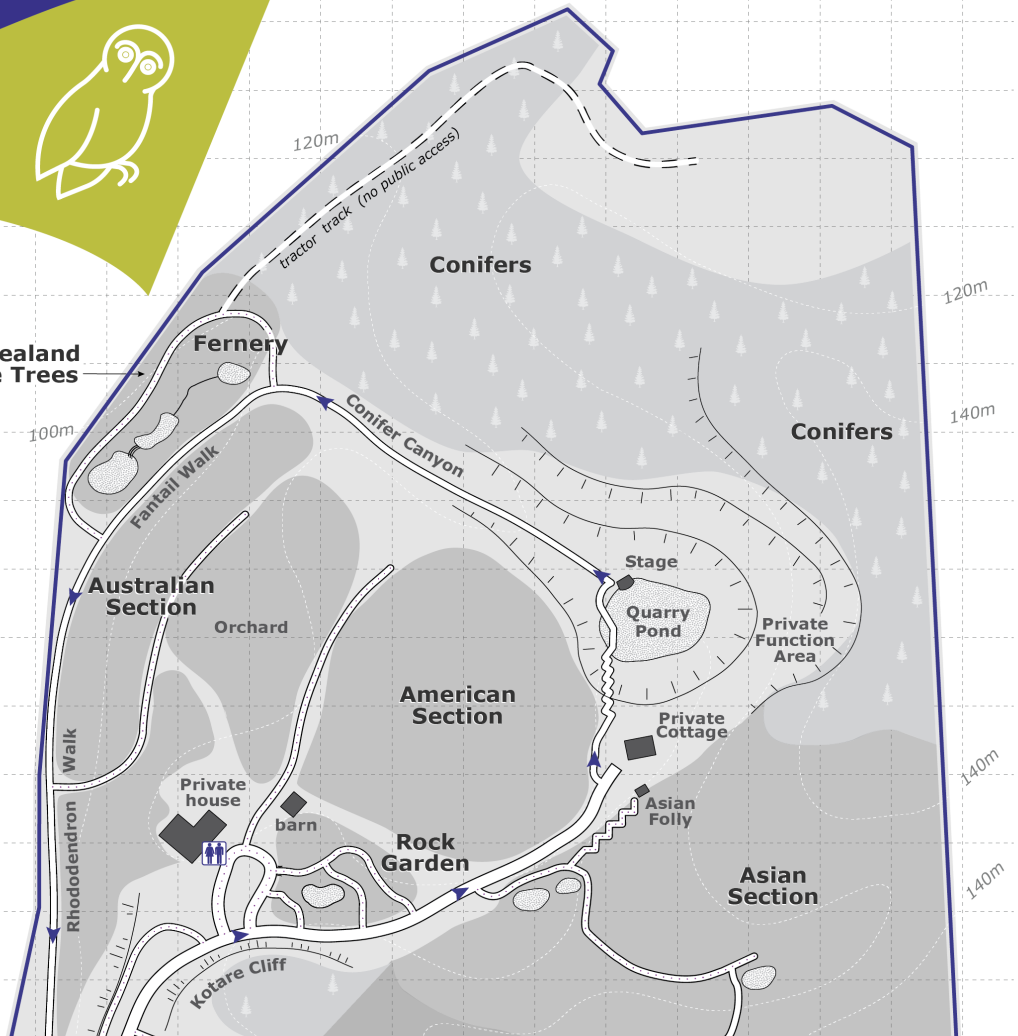 120m
tractor track (no public access)
Conifers
120m
Fernery
ealand
Trees
100m
Conifer Canyon
140m
Conifers
Fantail Walk
Stage
Quarry
Pond
Australian
Section
Orchard
Private
Function
Area
American
Section
Private
Cottage
Walk
140m
Private
house
barn
Asian
Folly
Rock
Garden
Rhododendron
Asian
Section
140m
Kotare Cliff